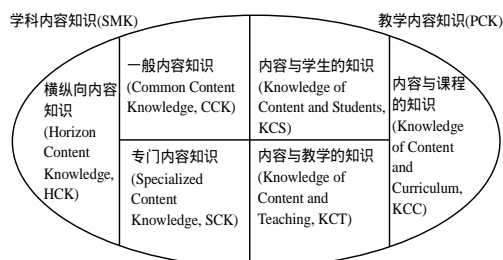 学科内容知识(SMK)
教学内容知识(PCK)
横纵向内容
知识
(Horizon
Content
Knowledge,
HCK)
一般内容知识
(Common Content
Knowledge, CCK)
专门内容知识
(Specialized
Content
Knowledge, SCK)
内容与学生的知识
(Knowledge of
Content and Students,
KCS)
内容与教学的知识
(Knowledge of
Content and
Teaching, KCT)
内容与课程
的知识
(Knowledge
of Content
and
Curriculum,
KCC)